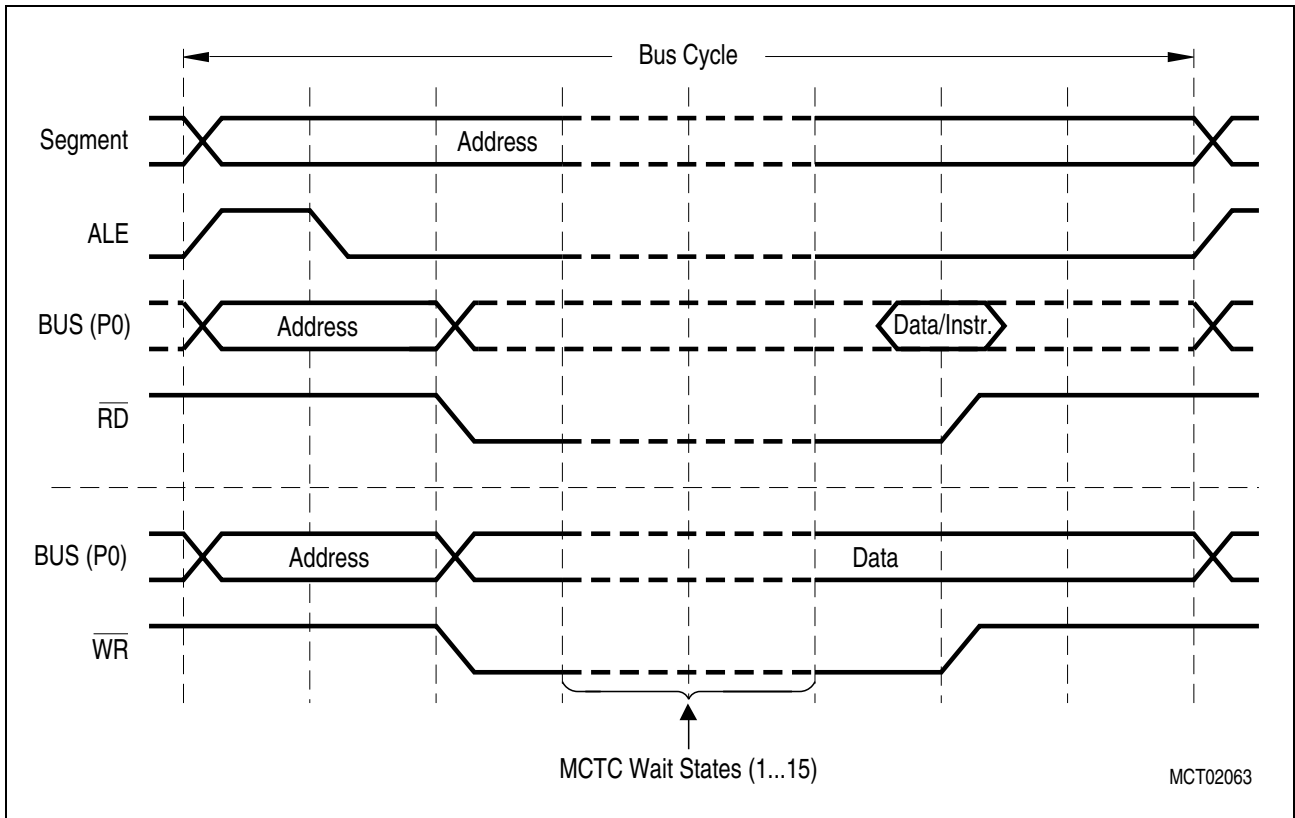 Bus Cycle
Segment
Address
ALE
BUS (P0)
Address
Data/Instr.
RD
BUS (P0)
Address
Data
WR
MCTC Wait States (1...15)
MCT02063